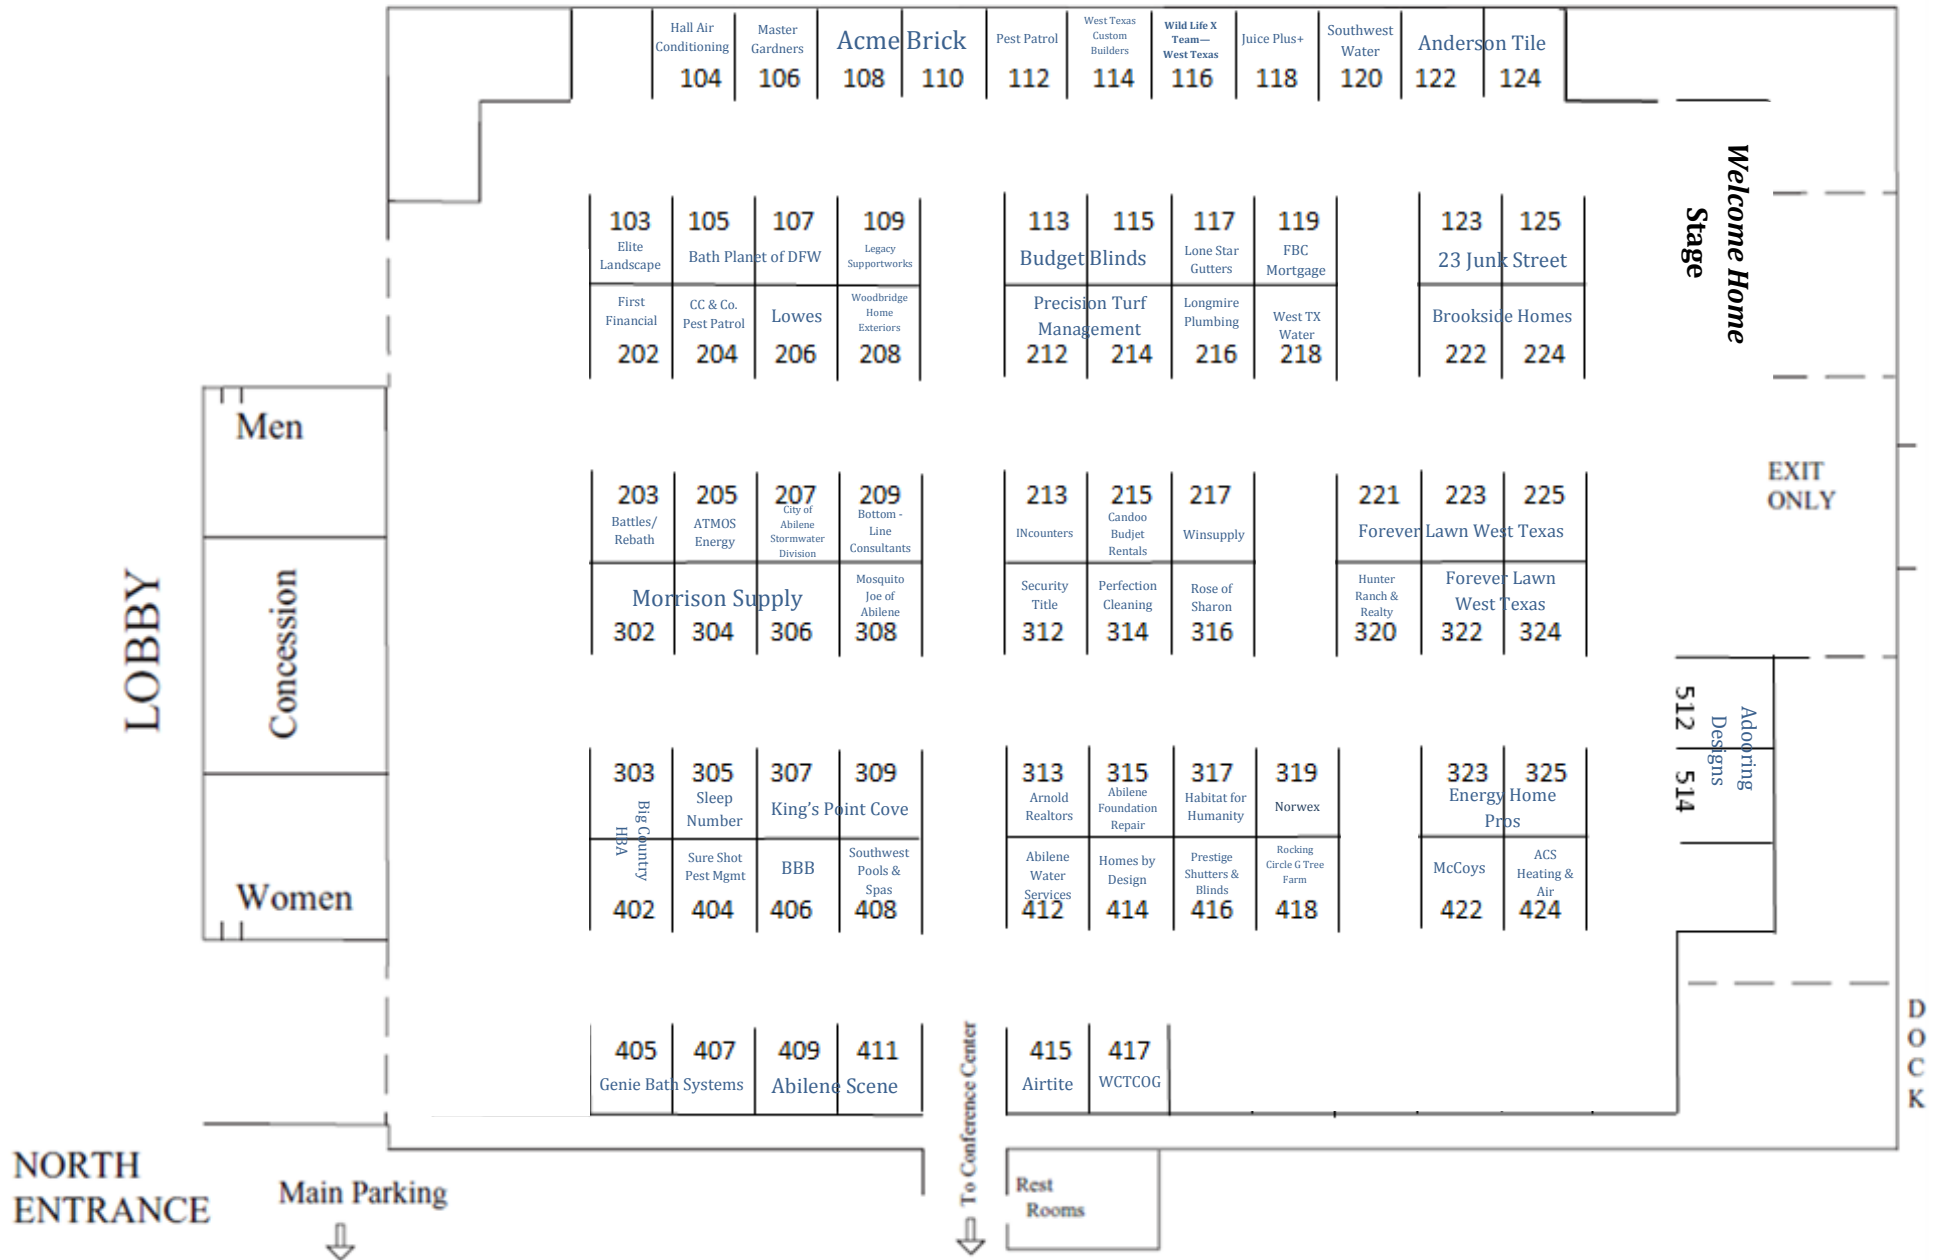 Hall Air
Conditioning
104
Master
Gardners
106
Acme Brick
108 110
Pest Patrol
112
West Texas
Custom
Builders
114
Wild Life X
Team—
West Texas
116
Juice Plus+
118
Southwest
Water
120
Anderson Tile
122 124
Welcome Home
Stage
103
Elite
Landscape
105 107
Bath Planet of DFW
109
Legacy
Supportworks
113 115
Budget Blinds
117
Lone Star
Gutters
119
FBC
Mortgage
123 125
23 Junk Street
First
Financial
202
CC & Co.
Pest Patrol
204
Lowes
206
Woodbridge
Home
Exteriors
208
Precision Turf
Management
212 214
Longmire
Plumbing
216
West TX
Water
218
Brookside Homes
222 224
Men
Concession
Women
LOBBY
EXIT
ONLY
203
Battles/
Rebath
205
ATMOS
Energy
207
City of
Abilene
Stormwater
Division
209
Bottom -
Line
Consultants
213
INcounters
215
Candoo
Budjet
Rentals
217
Winsupply
221 223 225
Forever Lawn West Texas
Morrison Supply
302 304 306
Mosquito
Joe of
Abilene
308
Security
Title
312
Perfection
Cleaning
314
Rose of
Sharon
316
Hunter
Ranch &
Realty
320
Forever Lawn
West Texas
322 324
512
514
Adooring
Designs
303
Big Country
HBA
402
305
Sleep
Number
307 309
King's Point Cove
313
Arnold
Realtors
315
Abilene
Foundation
Repair
317
Habitat for
Humanity
319
Norwex
323 325
Energy Home
Pros
Sure Shot
Pest Mgmt
404
BBB
406
Southwest
Pools &
Spas
408
Abilene
Water
Services
412
Homes by
Design
414
Prestige
Shutters &
Blinds
416
Rocking
Circle G Tree
Farm
418
McCoys
422
ACS
Heating &
Air
424
405 407
Genie Bath Systems
409 411
Abilene Scene
To Conference Center
415
Airtite
417
WCTCOG
DOCK
NORTH
ENTRANCE
Main Parking
Rest
Rooms